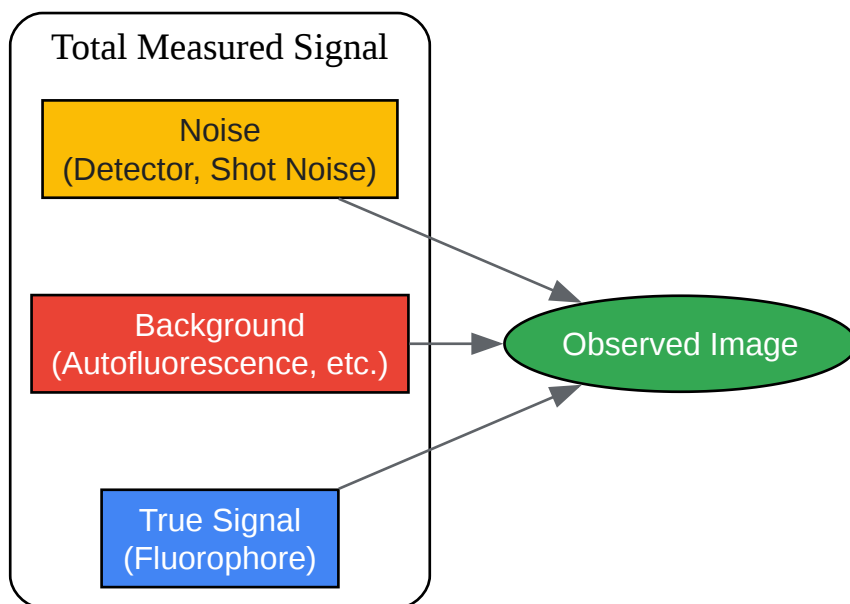 Total Measured Signal
Noise
(Detector, Shot Noise)
Background
(Autofluorescence, etc.)
Observed Image
True Signal
(Fluorophore)